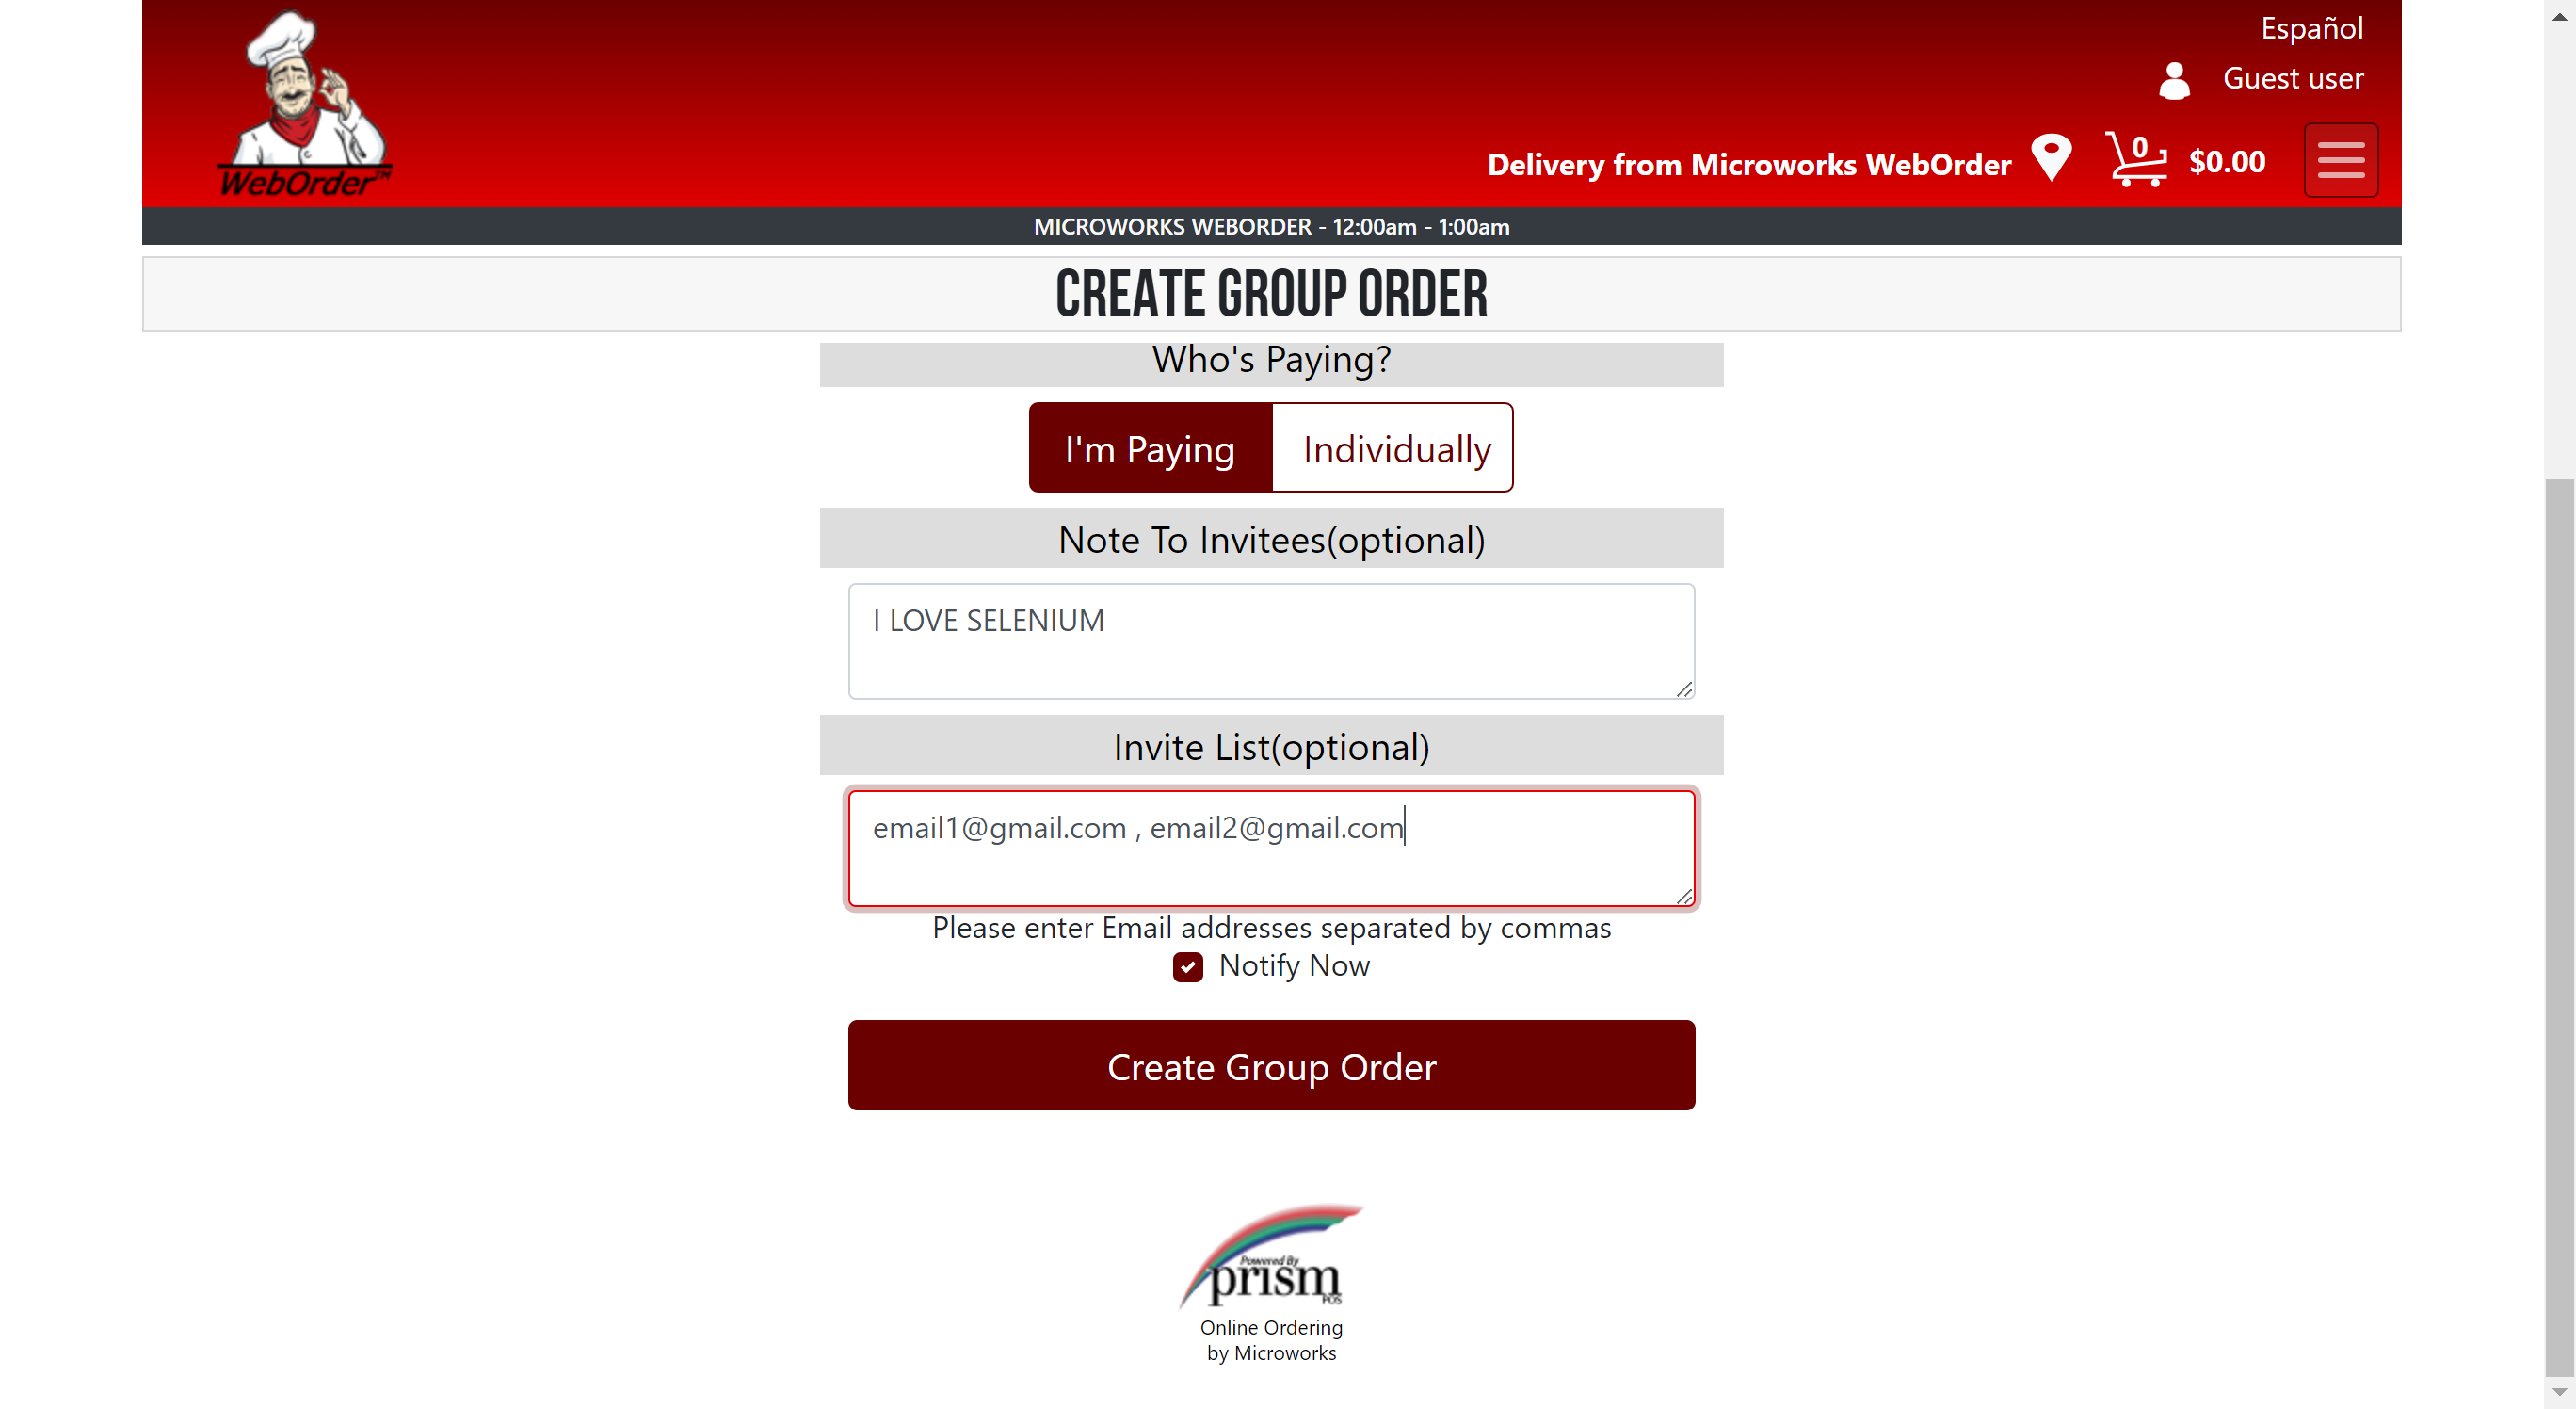 Español
Guest user
WebOrder™
Delivery from Microworks WebOrder
0
$0.00
MICROWORKS WEBORDER - 12:00am - 1:00am
CREATE GROUP ORDER
Who's Paying?
I'm Paying
Individually
Note To Invitees(optional)
I LOVE SELENIUM
Invite List(optional)
email1@gmail.com , email2@gmail.com
Please enter Email addresses separated by commas
Notify Now
Create Group Order
Powered By
prism
POS
Online Ordering
by Microworks